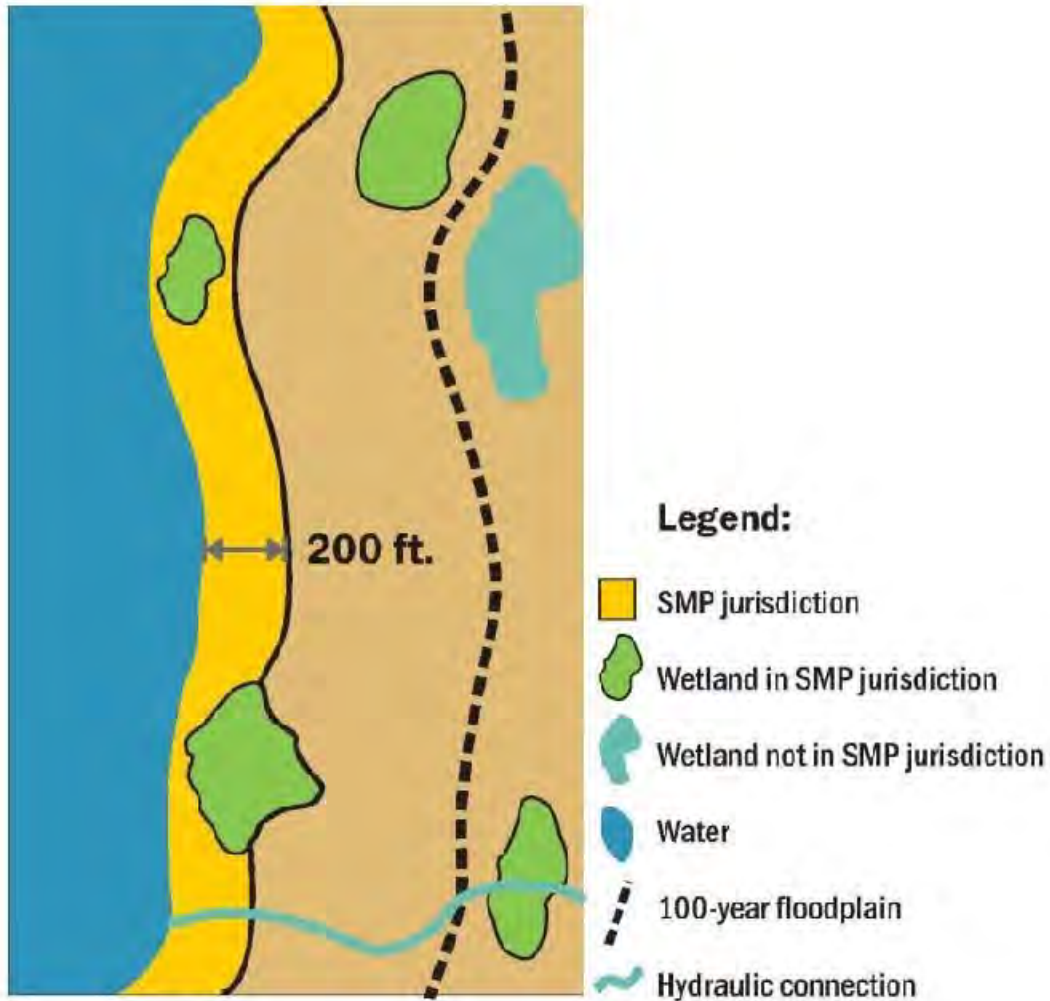 200 ft.
Legend:
SMP jurisdiction
Wetland in SMP jurisdiction
Wetland not in SMP jurisdiction
Water
100-year floodplain
Hydraulic connection